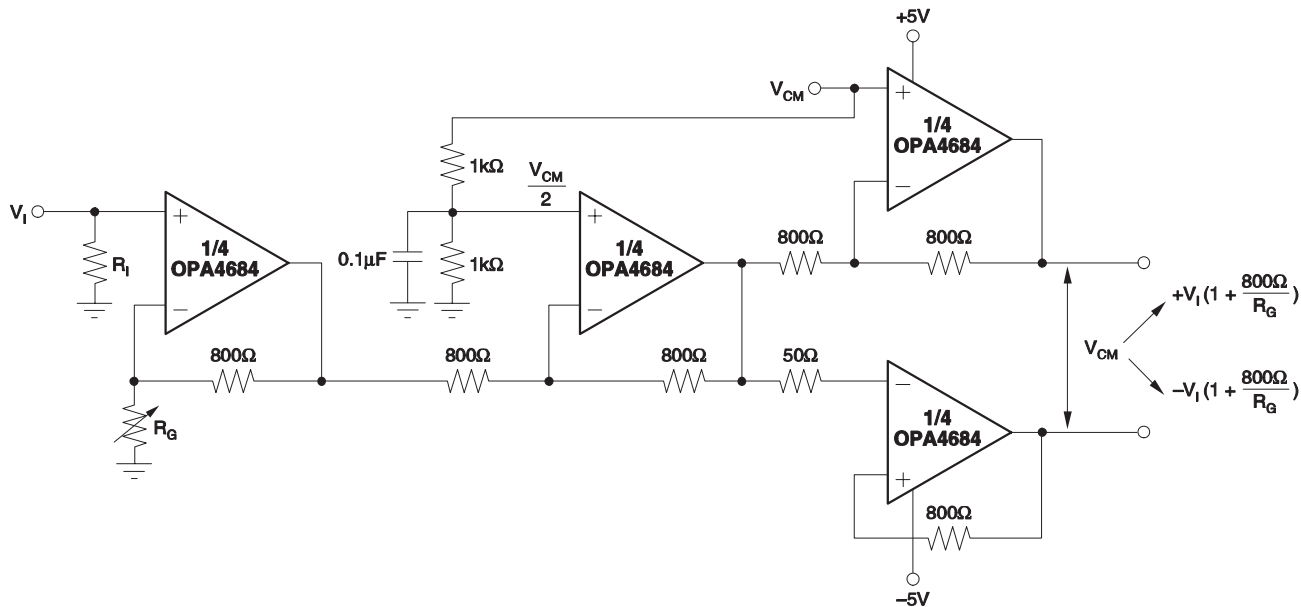 +5V
V_CM
+
1/4
OPA4684
−
1kΩ
V_CM
2
V_I
+
1/4
OPA4684
−
R_I
0.1µF
1kΩ
+
1/4
OPA4684
−
800Ω
800Ω
+V_I (1 + 800Ω/R_G )
V_CM
−V_I (1 + 800Ω/R_G )
800Ω
800Ω
800Ω
50Ω
−
1/4
OPA4684
+
R_G
800Ω
−5V